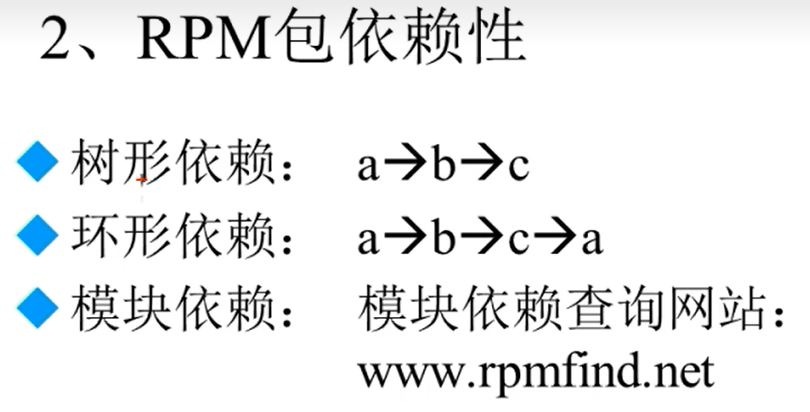 2、RPM包依赖性
树形依赖： a→b→c
环形依赖： a→b→c→a
模块依赖： 模块依赖查询网站：
www.rpmfind.net